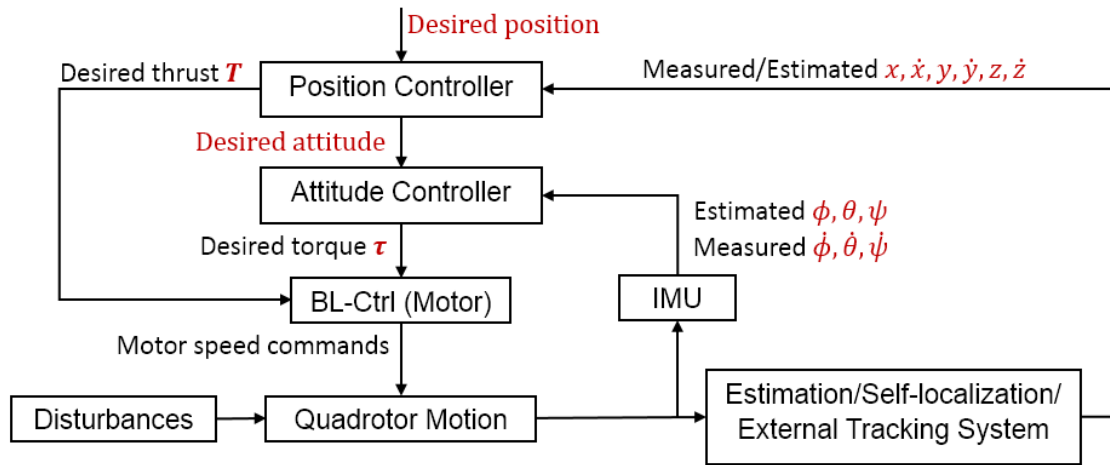 Desired position
Desired thrust T
Position Controller
Measured/Estimated x, ẋ, y, ẏ, z, ż
Desired attitude
Attitude Controller
Estimated ϕ, θ, ψ
Measured ϕ̇, θ̇, ψ̇
Desired torque τ
BL-Ctrl (Motor)
IMU
Motor speed commands
Disturbances
Quadrotor Motion
Estimation/Self-localization/
External Tracking System